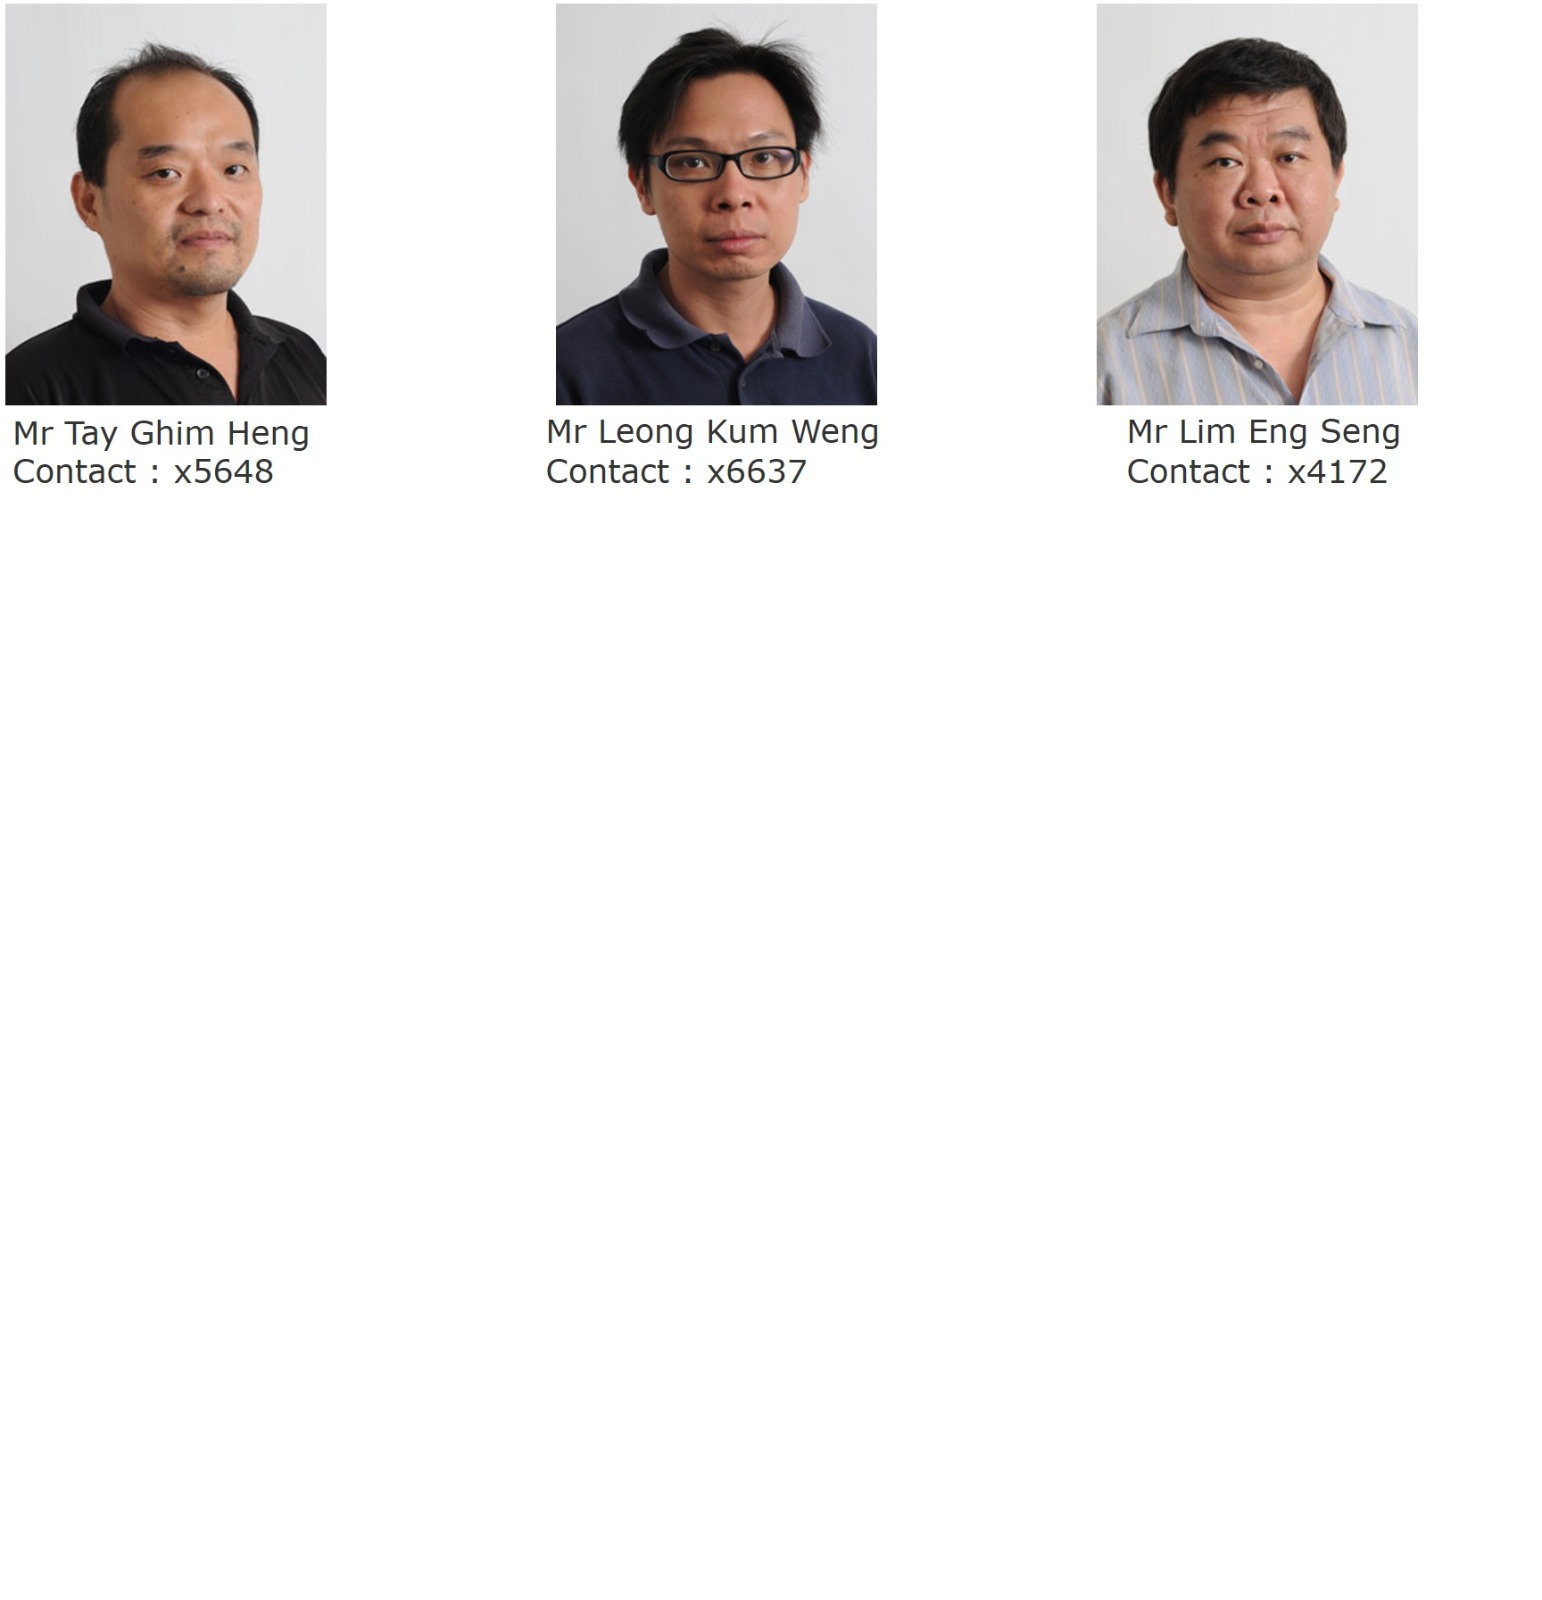 Mr Tay Ghim Heng
Contact : x5648
Mr Leong Kum Weng
Contact : x6637
Mr Lim Eng Seng
Contact : x4172